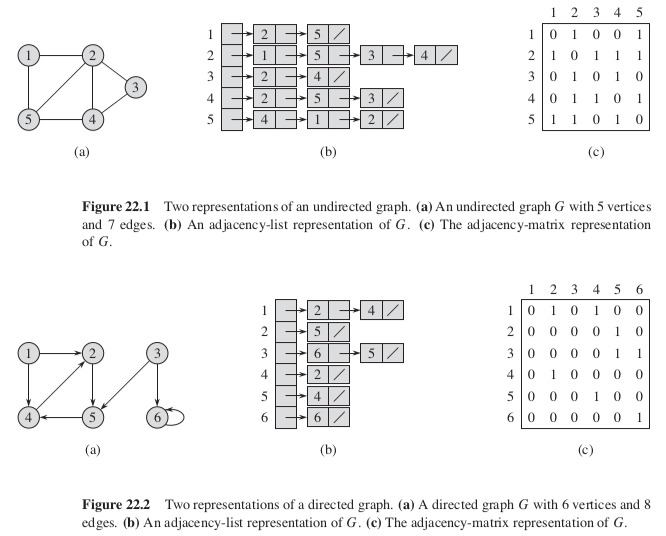 1 2 3 4 5
1 2
3
5 4
1 2 5
2 1 5 3 4
3 2 4
4 2 5 3
5 4 1 2
1 0 1 0 0 1
2 1 0 1 1 1
3 0 1 0 1 0
4 0 1 1 0 1
5 1 1 0 1 0
(a) (b) (c)
Figure 22.1 Two representations of an undirected graph. (a) An undirected graph G with 5 vertices
and 7 edges. (b) An adjacency-list representation of G. (c) The adjacency-matrix representation
of G.
1 2 3 4 5 6
1 2 3
4 5 6
1 2 4
2 5
3 6 5
4 2
5 4
6 6
1 0 1 0 1 0 0
2 0 0 0 0 1 0
3 0 0 0 0 1 1
4 0 1 0 0 0 0
5 0 0 0 1 0 0
6 0 0 0 0 0 1
(a) (b) (c)
Figure 22.2 Two representations of a directed graph. (a) A directed graph G with 6 vertices and 8
edges. (b) An adjacency-list representation of G. (c) The adjacency-matrix representation of G.